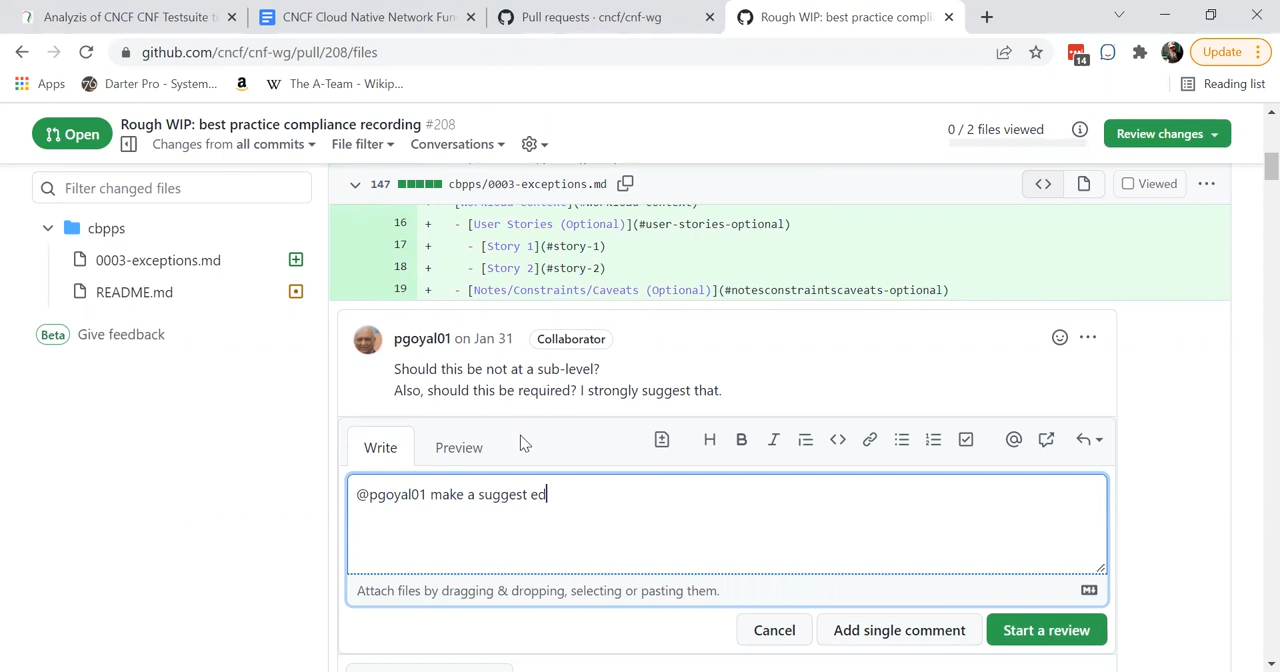 Analyzis of CNCF CNF Testsuite t
CNCF Cloud Native Network Fun
Pull requests · cncf/cnf-wg
Rough WIP: best practice compli
github.com/cncf/cnf-wg/pull/208/files
14
Update
Apps
Darter Pro - System...
a
W The A-Team - Wikip...
Reading list
Open
Rough WIP: best practice compliance recording #208
Changes from all commits
File filter
Conversations
0 / 2 files viewed
Review changes
Filter changed files
147
cbpps/0003-exceptions.md
Viewed
cbpps
0003-exceptions.md
README.md
Beta Give feedback
[workload-context](#workload-context)
16 + - [User Stories (Optional)](#user-stories-optional)
17 + - [Story 1](#story-1)
18 + - [Story 2](#story-2)
19 + - [Notes/Constraints/Caveats (Optional)](#notesconstraintscaveats-optional)
pgoyal01 on Jan 31 Collaborator
Should this be not at a sub-level?
Also, should this be required? I strongly suggest that.
Write
Preview
@pgoyal01 make a suggest ed
Attach files by dragging & dropping, selecting or pasting them.
Cancel
Add single comment
Start a review